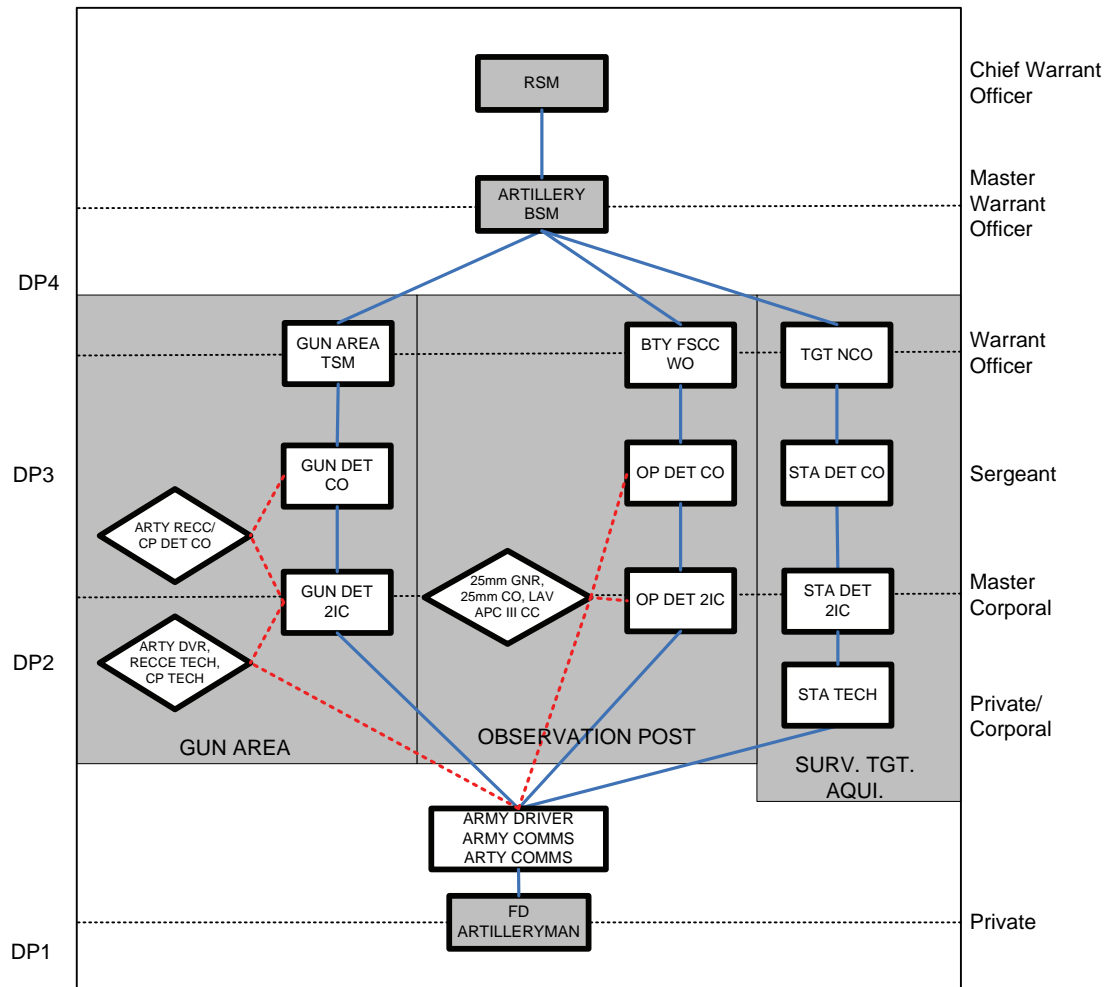 RSM
Chief Warrant
Officer
ARTILLERY
BSM
Master
Warrant
Officer
DP4
GUN AREA
TSM
BTY FSCC
WO
TGT NCO
Warrant
Officer
DP3
GUN DET
CO
OP DET CO
STA DET CO
Sergeant
ARTY RECC/
CP DET CO
GUN DET
2IC
25mm GNR,
25mm CO, LAV
APC III CC
OP DET 2IC
STA DET
2IC
Master
Corporal
DP2
ARTY DVR,
RECCE TECH,
CP TECH
STA TECH
Private/
Corporal
GUN AREA
OBSERVATION POST
SURV. TGT.
AQUI.
ARMY DRIVER
ARMY COMMS
ARTY COMMS
FD
ARTILLERYMAN
Private
DP1